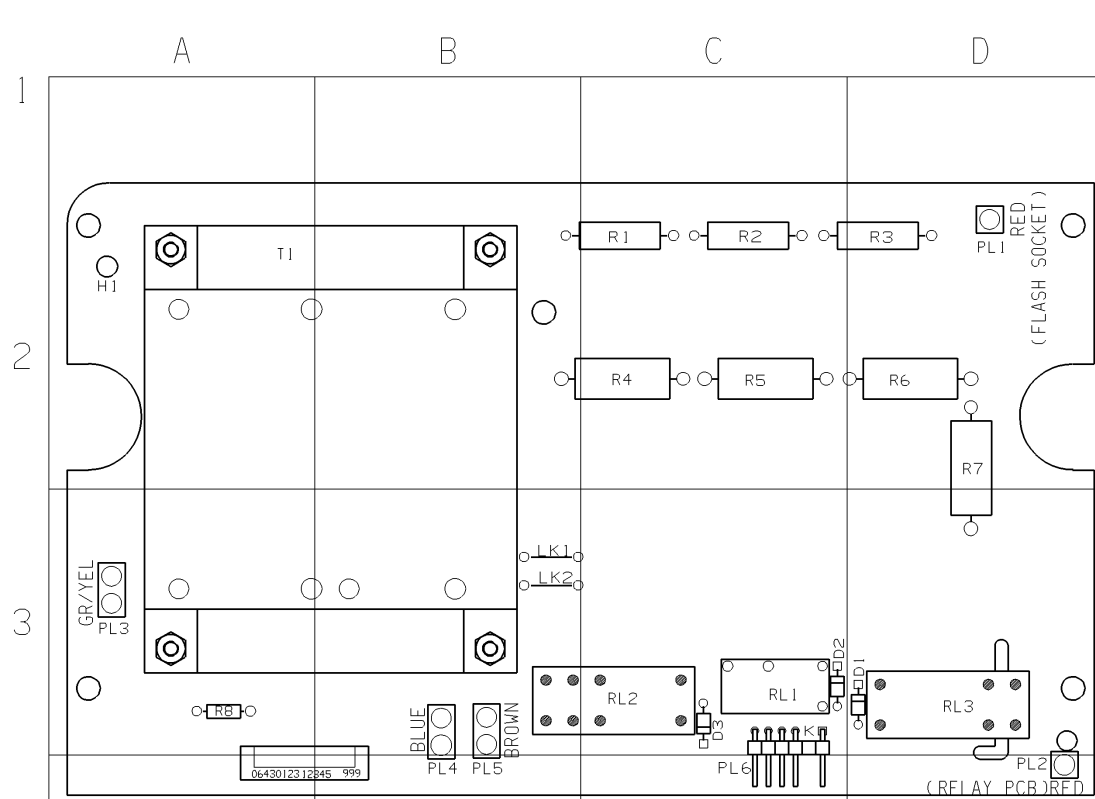 A B C D
1
RED
(FLASH SOCKET)
R1 R2 R3
PL1
T1
H1
2
R4 R5 R6
R7
LK1
LK2
GR/YEL
PL3
3
D2
D1
RL2 RL1 RL3
R8
BLUE
BROWN
D3
PL4 PL5 PL6
PL2
064301231 2345 999
(RELAY PCB)RED